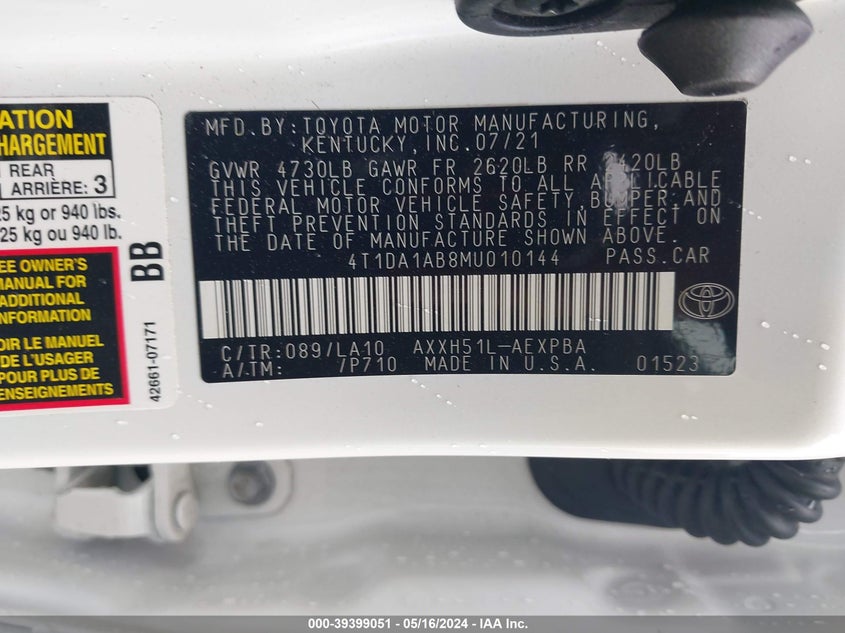 ATION
CHARGEMENT
REAR
ARRIÈRE: 3
25 kg or 940 lbs.
25 kg ou 940 lb.
EE OWNER'S
MANUAL FOR
ADDITIONAL
NFORMATION
OIR LE MANUEL
DE L'USAGER
POUR PLUS DE
ENSEIGNEMENTS
BB
42661-07171
MFD.BY:TOYOTA MOTOR MANUFACTURING,
KENTUCKY,INC.07/21
GVWR 4730LB GAWR FR 2620LB RR 2420LB
THIS VEHICLE CONFORMS TO ALL APPLICABLE
FEDERAL MOTOR VEHICLE SAFETY,BUMPER,AND
THEFT PREVENTION STANDARDS IN EFFECT ON
THE DATE OF MANUFACTURE SHOWN ABOVE.
4T1DA1AB8MU010144 PASS.CAR
C/TR:089/LA10 AXXH51L-AEXPBA
A/TM: /P710 MADE IN U.S.A. 01523
000-39399051 - 05/16/2024 - IAA Inc.